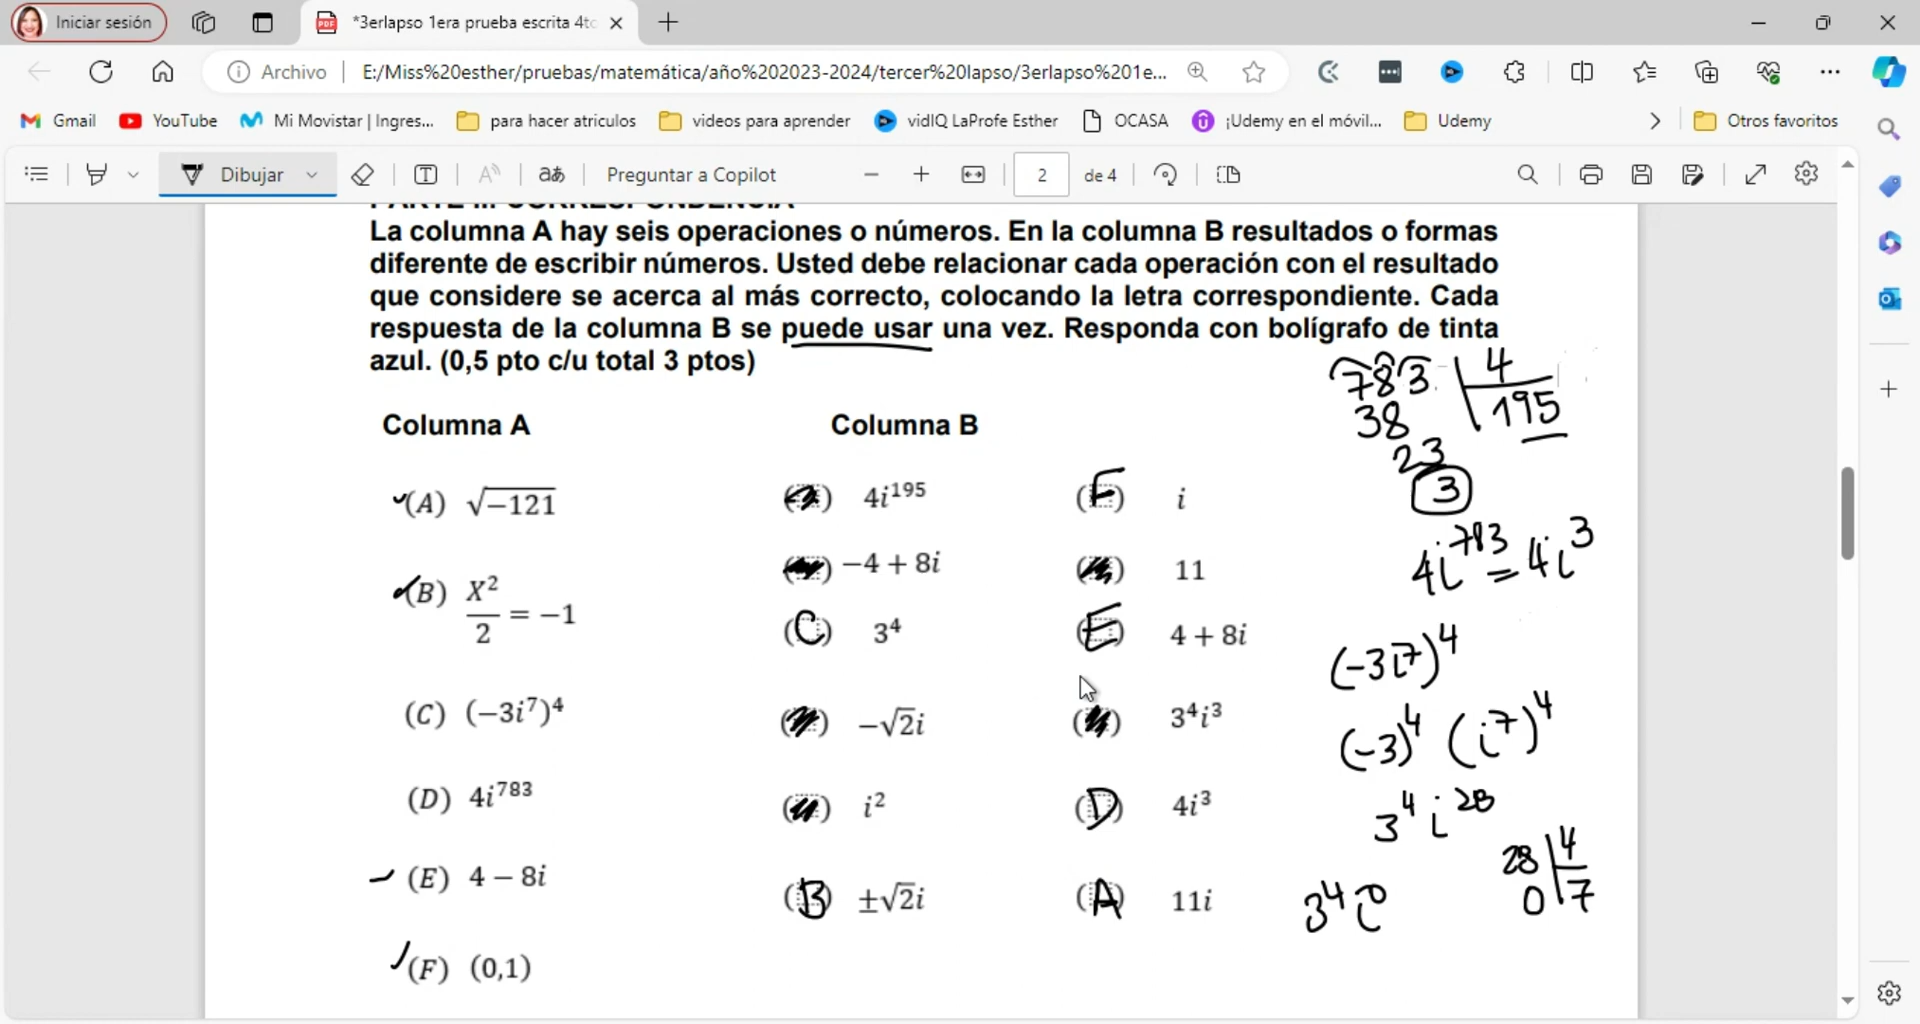 Iniciar sesión
*3erlapso 1era prueba escrita 4to
Archivo
E:/Miss%20esther/pruebas/matemática/año%202023-2024/tercer%20lapso/3erlapso%201e...
Gmail
YouTube
Mi Movistar | Ingres...
para hacer atriculos
videos para aprender
vidIQ LaProfe Esther
OCASA
¡Udemy en el móvil...
Udemy
Otros favoritos
Dibujar
aあ
Preguntar a Copilot
2
de 4
PARTE III CORRESPONDENCIA
La columna A hay seis operaciones o números. En la columna B resultados o formas
diferente de escribir números. Usted debe relacionar cada operación con el resultado
que considere se acerca al más correcto, colocando la letra correspondiente. Cada
respuesta de la columna B se puede usar una vez. Responda con bolígrafo de tinta
azul. (0,5 pto c/u total 3 ptos)
Columna A
(A) √−121
(B) X²/2 = −1
(C) (−3i⁷)⁴
(D) 4i⁷⁸³
(E) 4 − 8i
(F) (0,1)
Columna B
( ) 4i¹⁹⁵
( ) −4 + 8i
(C) 3⁴
( ) −√2i
( ) i²
(B) ±√2i
(F) i
( ) 11
(E) 4 + 8i
( ) 3⁴i³
(D) 4i³
(A) 11i
783 | 4
38 195
23
3
4i⁷⁸³ = 4i³
(−3i⁷)⁴
(−3)⁴ (i⁷)⁴
3⁴ i²⁸
28 | 4
0 7
3⁴ i⁰